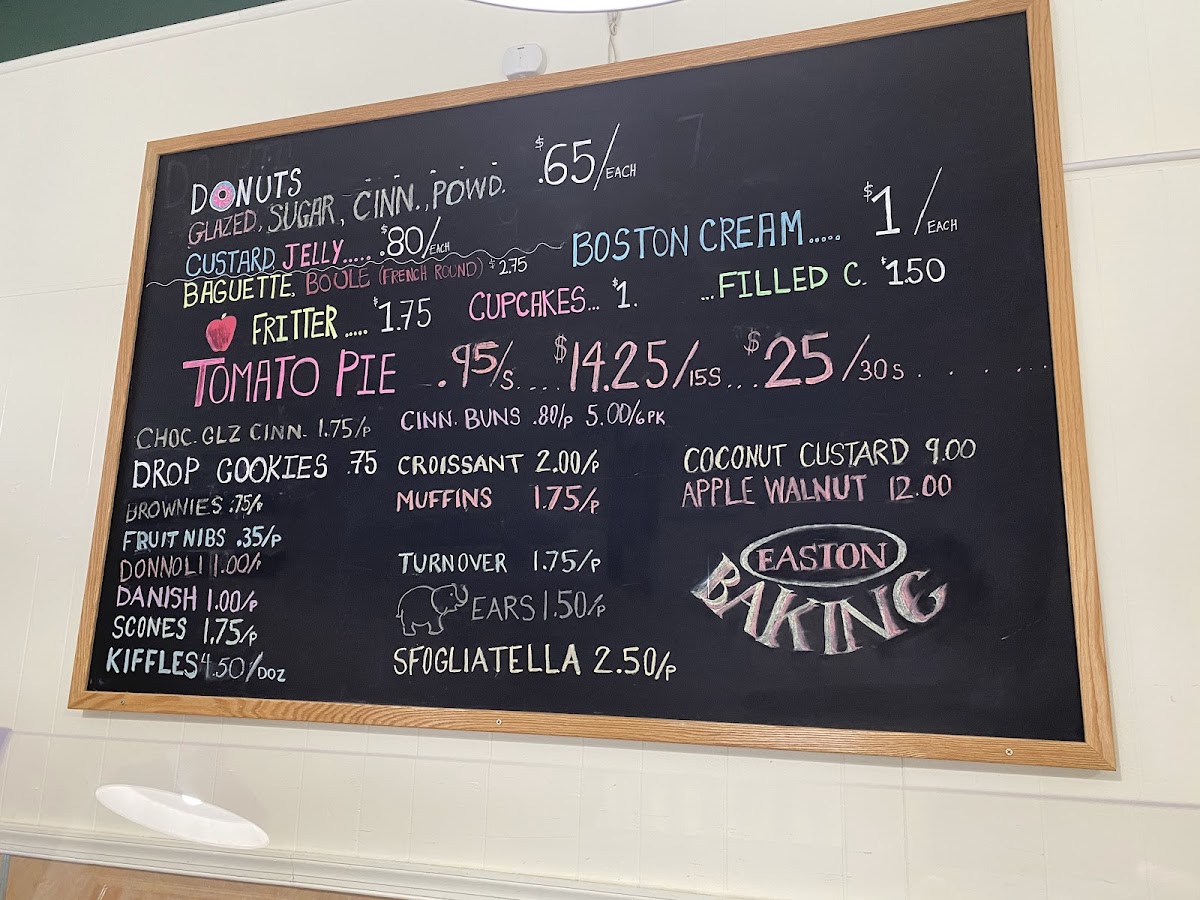 DONUTS
GLAZED, SUGAR, CINN., POWD. $.65/EACH
CUSTARD, JELLY..... $.80/EACH
BOSTON CREAM..... $1/EACH
BAGUETTE, BOULE (FRENCH ROUND) $2.75
FRITTER..... $1.75
CUPCAKES... $1.
...FILLED C. $1.50
TOMATO PIE .95/S.... $14.25/15S... $25/30S
CHOC. GLZ CINN. 1.75/P
DROP COOKIES .75
BROWNIES .75/P
FRUIT NIBS .35/P
DONNOLI 1.00/P
DANISH 1.00/P
SCONES 1.75/P
KIFFLES 4.50/DOZ
CINN. BUNS .80/P 5.00/6PK
CROISSANT 2.00/P
MUFFINS 1.75/P
TURNOVER 1.75/P
EARS 1.50/P
SFOGLIATELLA 2.50/P
COCONUT CUSTARD 9.00
APPLE WALNUT 12.00
EASTON
BAKING